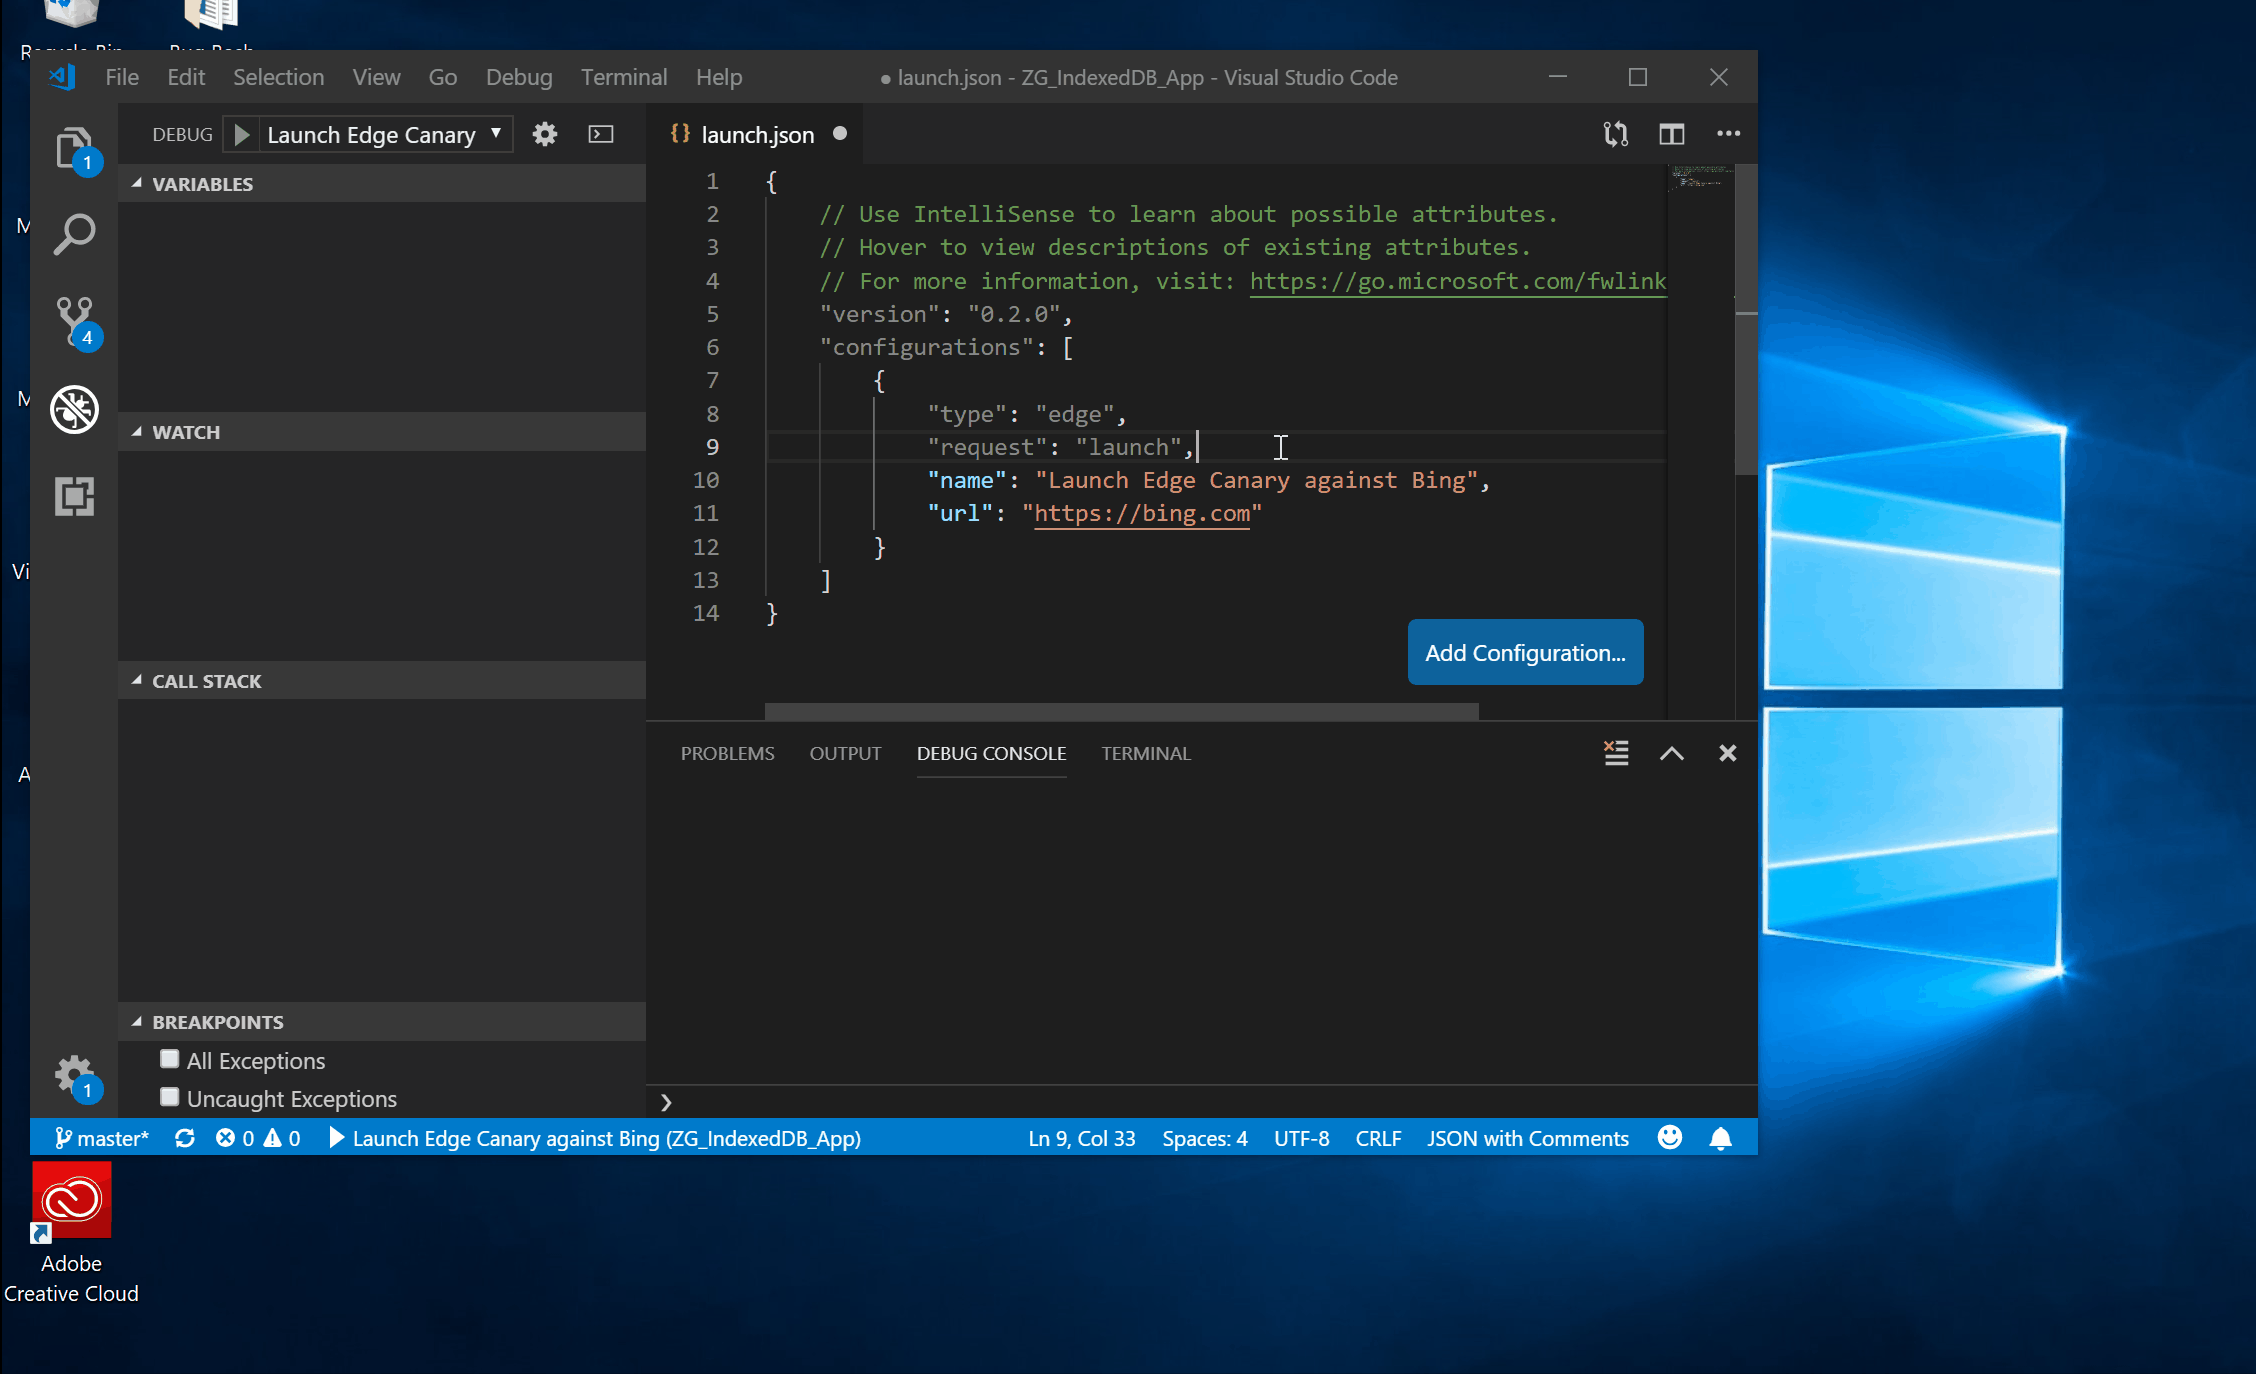 File Edit Selection View Go Debug Terminal Help ● launch.json - ZG_IndexedDB_App - Visual Studio Code
DEBUG Launch Edge Canary
{} launch.json
1
VARIABLES
4
WATCH
CALL STACK
BREAKPOINTS
All Exceptions
Uncaught Exceptions
1
1 {
2 // Use IntelliSense to learn about possible attributes.
3 // Hover to view descriptions of existing attributes.
4 // For more information, visit: https://go.microsoft.com/fwlink
5 "version": "0.2.0",
6 "configurations": [
7 {
8 "type": "edge",
9 "request": "launch",
10 "name": "Launch Edge Canary against Bing",
11 "url": "https://bing.com"
12 }
13 ]
14 }
Add Configuration...
PROBLEMS OUTPUT DEBUG CONSOLE TERMINAL
master* 0 0 Launch Edge Canary against Bing (ZG_IndexedDB_App) Ln 9, Col 33 Spaces: 4 UTF-8 CRLF JSON with Comments
M
M
Vi
A
Adobe
Creative Cloud